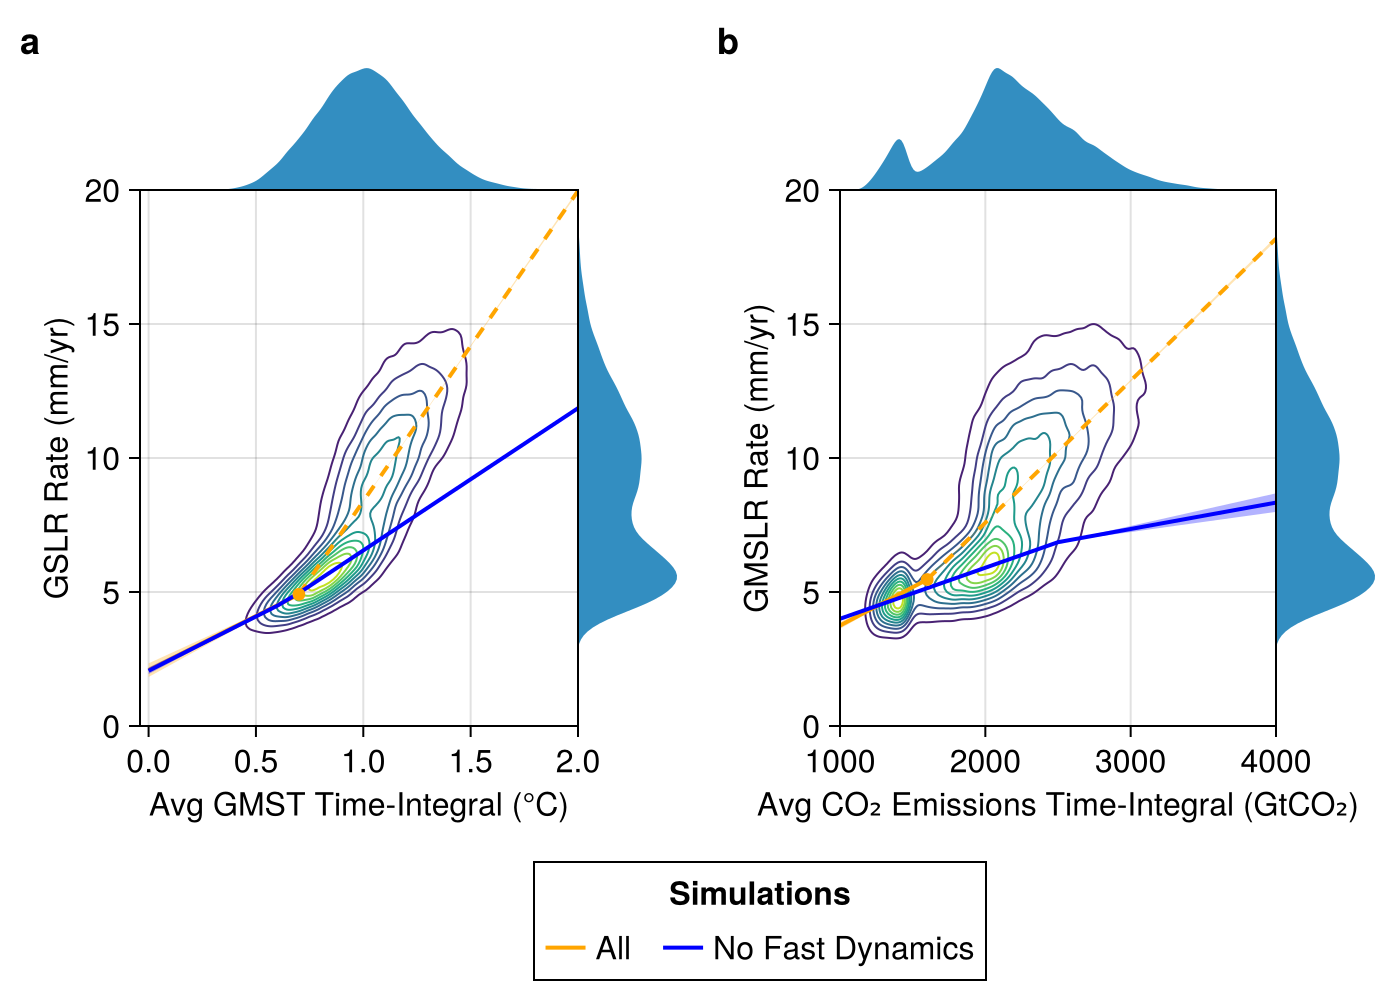 a
b
20
15
10
5
0
GSLR Rate (mm/yr)
0.0 0.5 1.0 1.5 2.0
Avg GMST Time-Integral (°C)
20
15
10
5
0
GMSLR Rate (mm/yr)
1000 2000 3000 4000
Avg CO₂ Emissions Time-Integral (GtCO₂)
Simulations
All No Fast Dynamics